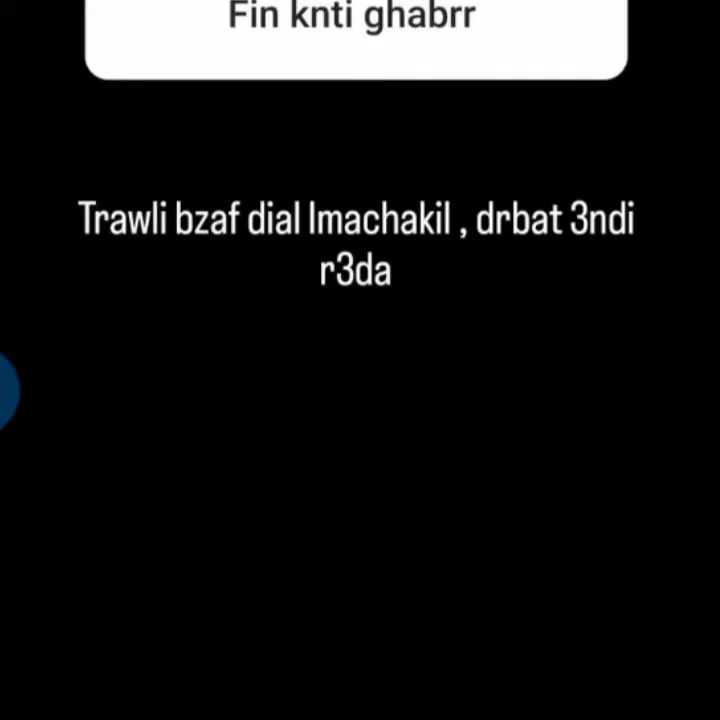 Fin knti ghabrr
Trawli bzaf dial lmachakil , drbat 3ndi
r3da